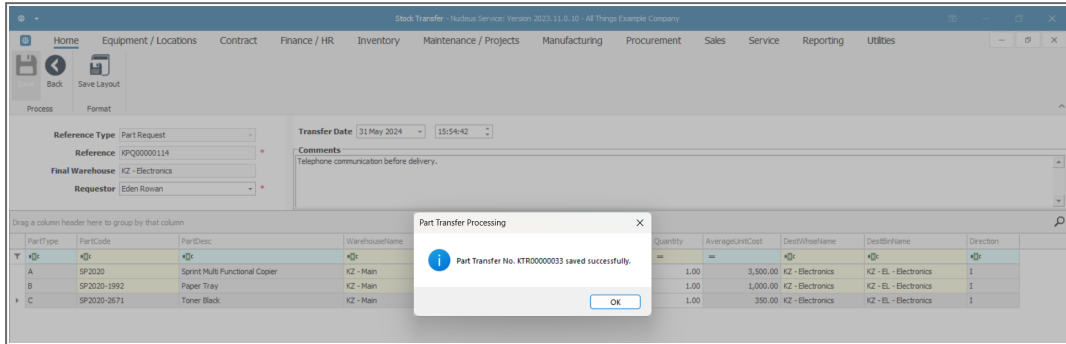 Stock Transfer - Nucleus Service: Version 2023.11.0.10 - All Things Example Company
Home Equipment / Locations Contract Finance / HR Inventory Maintenance / Projects Manufacturing Procurement Sales Service Reporting Utilities
Save Back Save Layout
Process Format
Reference Type Part Request
Reference KPQ00000114 *
Final Warehouse KZ - Electronics
Requestor Eden Rowan *
Transfer Date 31 May 2024 15:54:42
Comments
Telephone communication before delivery.
Drag a column header here to group by that column
PartType PartCode PartDesc WarehouseName Quantity AverageUnitCost DestWhseName DestBinName Direction
A SP2020 Sprint Multi Functional Copier KZ - Main 1.00 3,500.00 KZ - Electronics KZ - EL - Electronics I
B SP2020-1992 Paper Tray KZ - Main 1.00 1,000.00 KZ - Electronics KZ - EL - Electronics I
C SP2020-2671 Toner Black KZ - Main 1.00 350.00 KZ - Electronics KZ - EL - Electronics I
Part Transfer Processing
Part Transfer No. KTR00000033 saved successfully.
OK